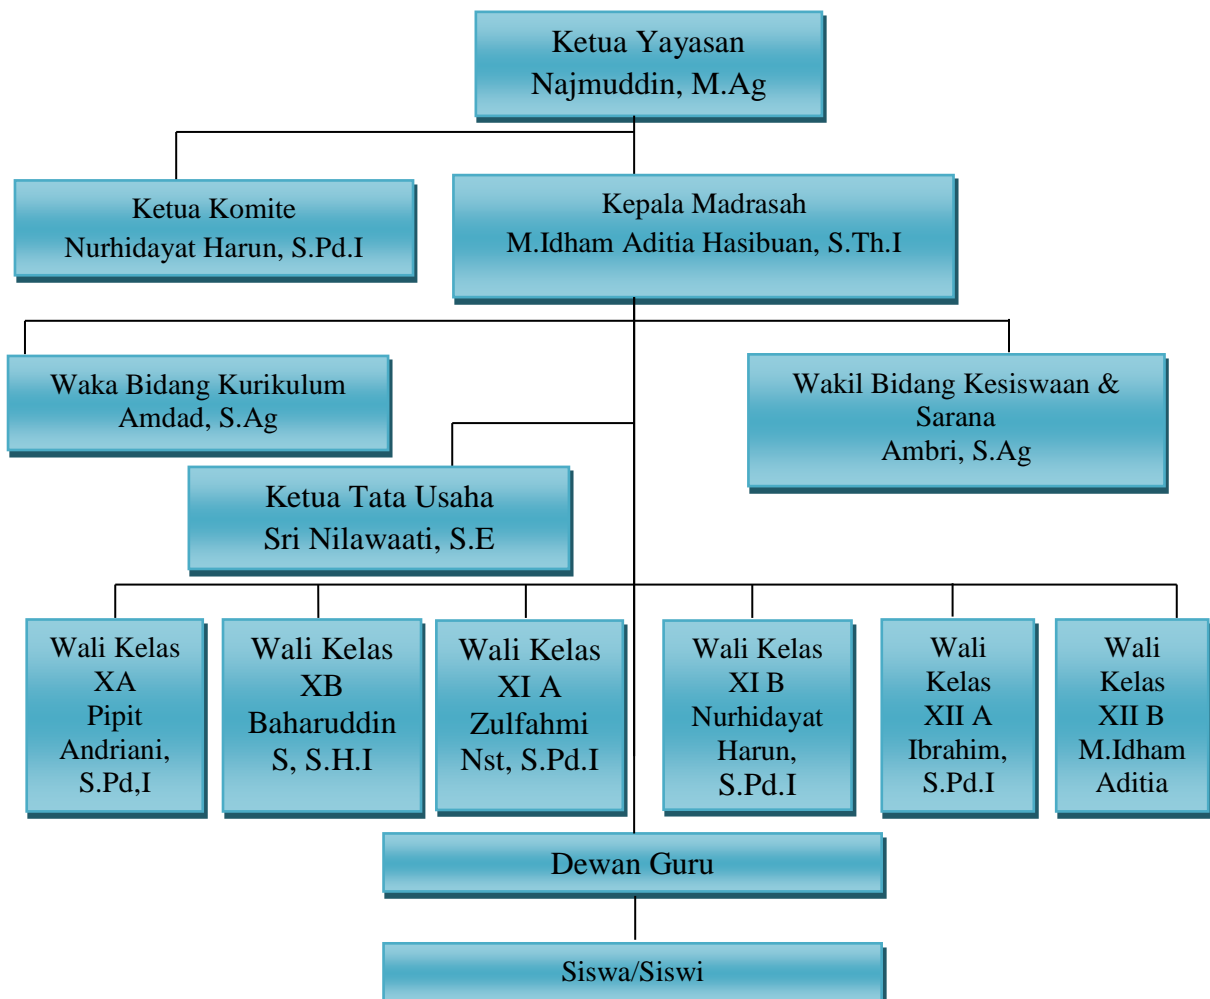 Ketua Yayasan
Najmuddin, M.Ag
Ketua Komite
Nurhidayat Harun, S.Pd.I
Kepala Madrasah
M.Idham Aditia Hasibuan, S.Th.I
Waka Bidang Kurikulum
Amdad, S.Ag
Wakil Bidang Kesiswaan &
Sarana
Ambri, S.Ag
Ketua Tata Usaha
Sri Nilawaati, S.E
Wali Kelas
XA
Pipit
Andriani,
S.Pd,I
Wali Kelas
XB
Baharuddin
S, S.H.I
Wali Kelas
XI A
Zulfahmi
Nst, S.Pd.I
Wali Kelas
XI B
Nurhidayat
Harun,
S.Pd.I
Wali
Kelas
XII A
Ibrahim,
S.Pd.I
Wali
Kelas
XII B
M.Idham
Aditia
Dewan Guru
Siswa/Siswi